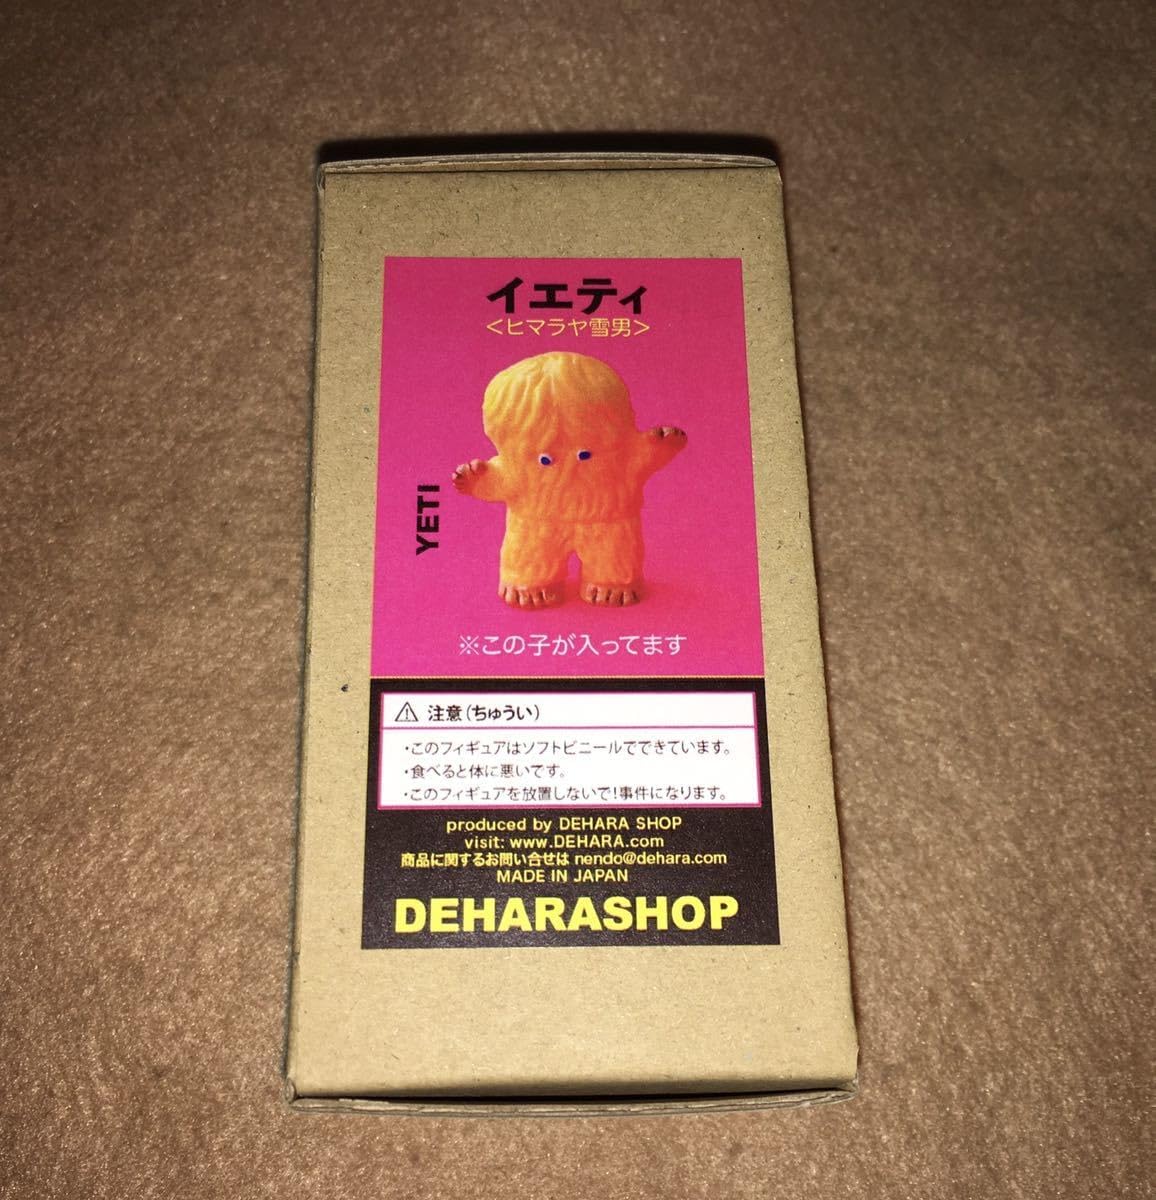 イエティ
<ヒマラヤ雪男>
YETI
※この子が入ってます
⚠ 注意(ちゅうい)
・このフィギュアはソフトビニールでできています。
・食べると体に悪いです。
・このフィギュアを放置しないで!事件になります。
produced by DEHARA SHOP
visit: www.DEHARA.com
商品に関するお問い合せは nendo@dehara.com
MADE IN JAPAN
DEHARASHOP